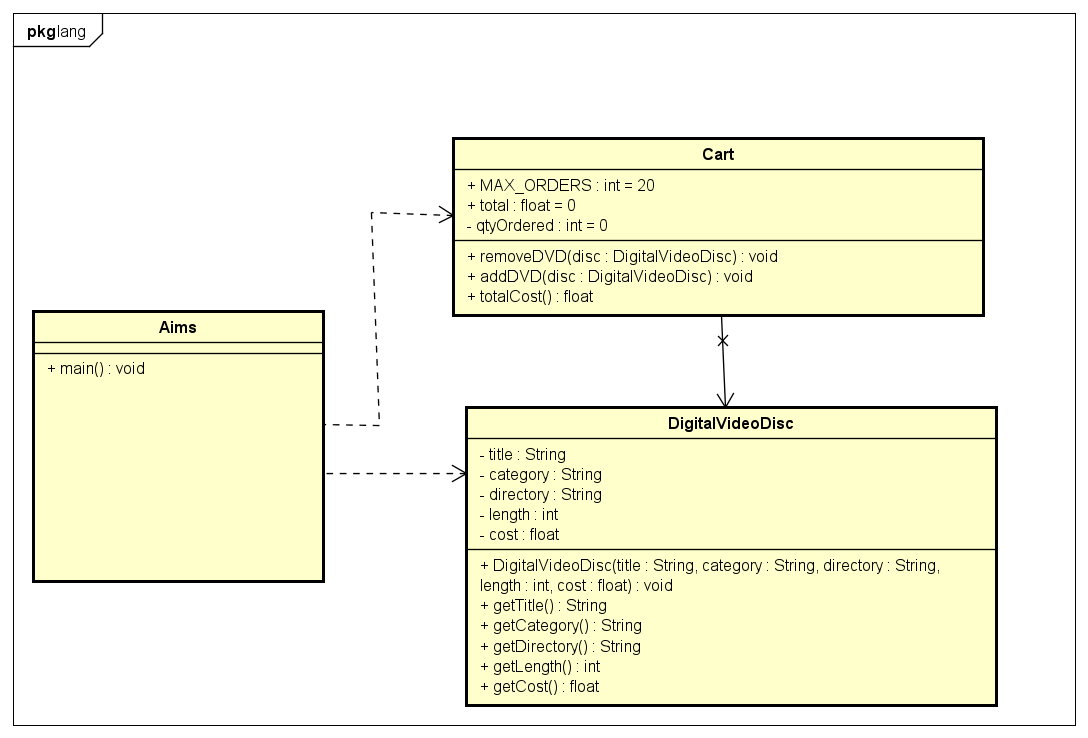 pkg lang
Cart
+ MAX_ORDERS : int = 20
+ total : float = 0
- qtyOrdered : int = 0
+ removeDVD(disc : DigitalVideoDisc) : void
+ addDVD(disc : DigitalVideoDisc) : void
+ totalCost() : float
Aims
+ main() : void
DigitalVideoDisc
- title : String
- category : String
- directory : String
- length : int
- cost : float
+ DigitalVideoDisc(title : String, category : String, directory : String,
length : int, cost : float) : void
+ getTitle() : String
+ getCategory() : String
+ getDirectory() : String
+ getLength() : int
+ getCost() : float